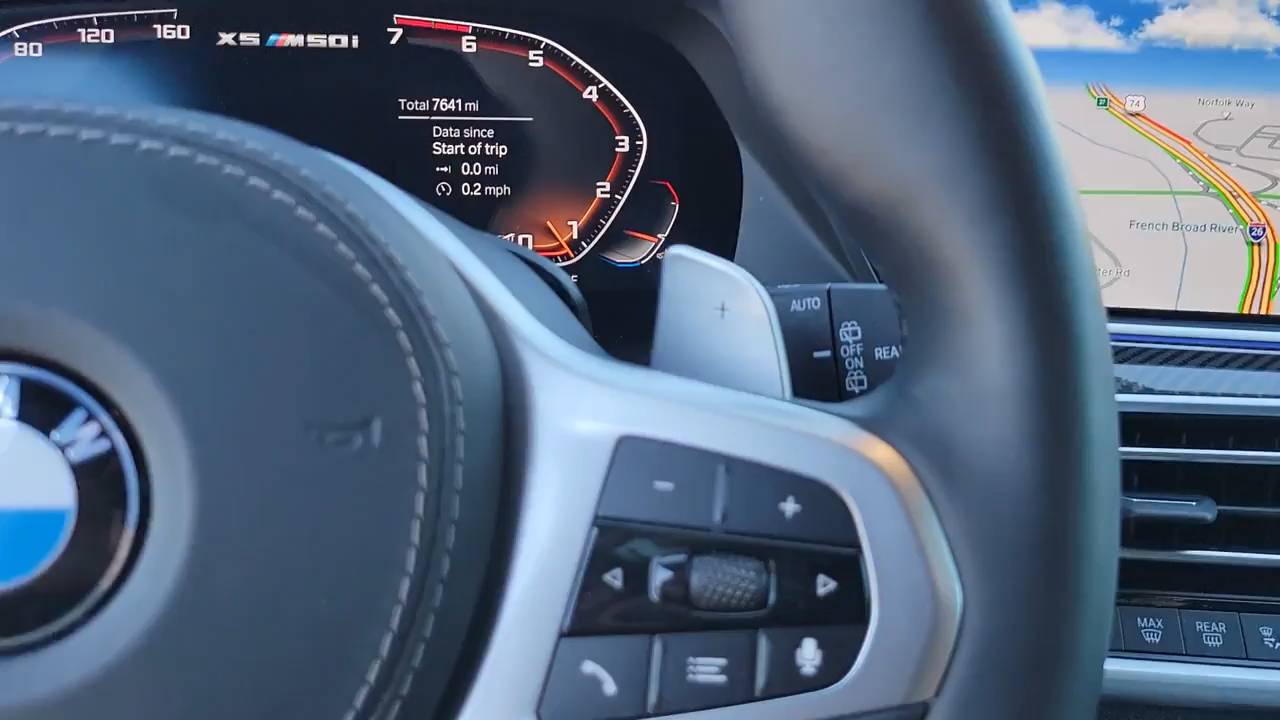 80 120 160
X5 M50i
7 6 5 4 3 2 1 0
Total 7641 mi
Data since
Start of trip
0.0 mi
0.2 mph
AUTO
OFF
ON
+
-
+
W
27
74
Norfolk Way
French Broad River
26
MAX
REAR